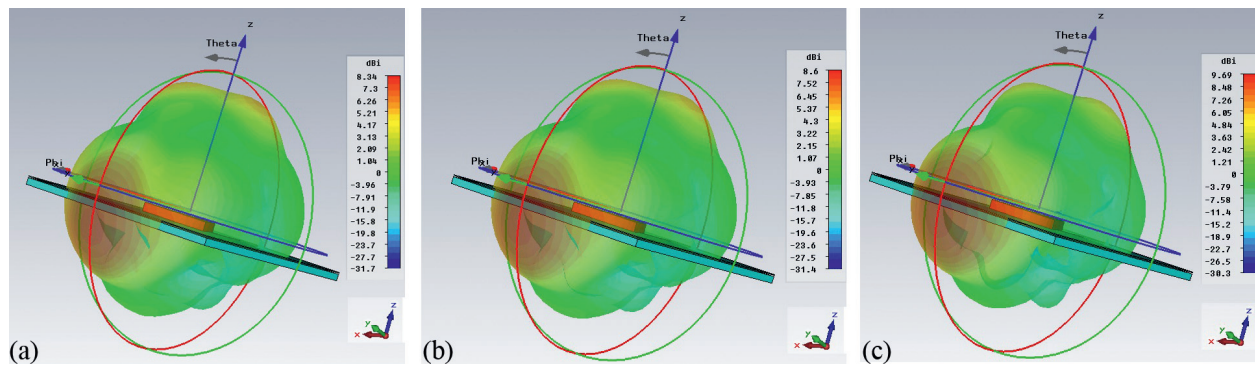 z
Theta
Phi
dBi
8.34
7.3
6.26
5.21
4.17
3.13
2.09
1.04
0
-3.96
-7.91
-11.9
-15.8
-19.8
-23.7
-27.7
-31.7
z
y
x
(a)
z
Theta
Phi
dBi
8.6
7.52
6.45
5.37
4.3
3.22
2.15
1.07
0
-3.93
-7.85
-11.8
-15.7
-19.6
-23.6
-27.5
-31.4
z
y
x
(b)
z
Theta
Phi
dBi
9.69
8.48
7.26
6.05
4.84
3.63
2.42
1.21
0
-3.79
-7.58
-11.4
-15.2
-18.9
-22.7
-26.5
-30.3
z
y
x
(c)